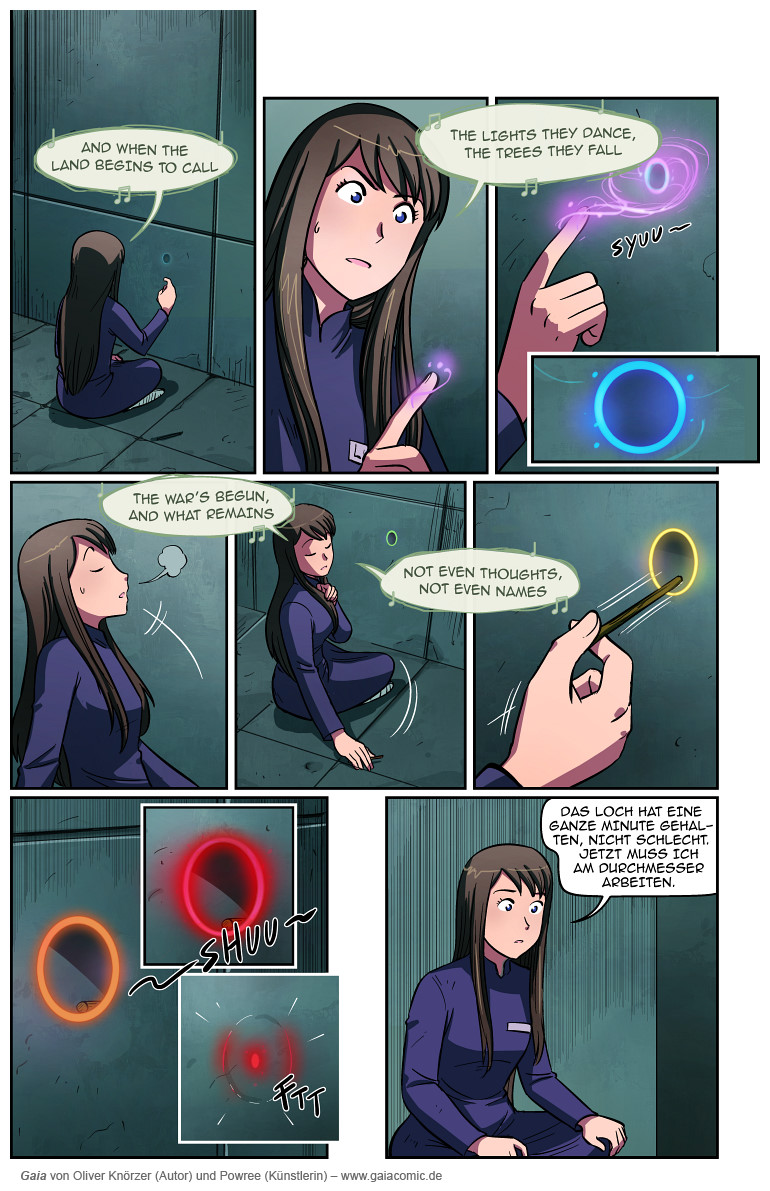 AND WHEN THE
LAND BEGINS TO CALL
THE LIGHTS THEY DANCE,
THE TREES THEY FALL
SYUU~
L
THE WAR'S BEGUN,
AND WHAT REMAINS
NOT EVEN THOUGHTS,
NOT EVEN NAMES
~SHUU~
FTT
DAS LOCH HAT EINE
GANZE MINUTE GEHAL-
TEN, NICHT SCHLECHT.
JETZT MUSS ICH
AM DURCHMESSER
ARBEITEN.
Gaia von Oliver Knörzer (Autor) und Powree (Künstlerin) – www.gaiacomic.de